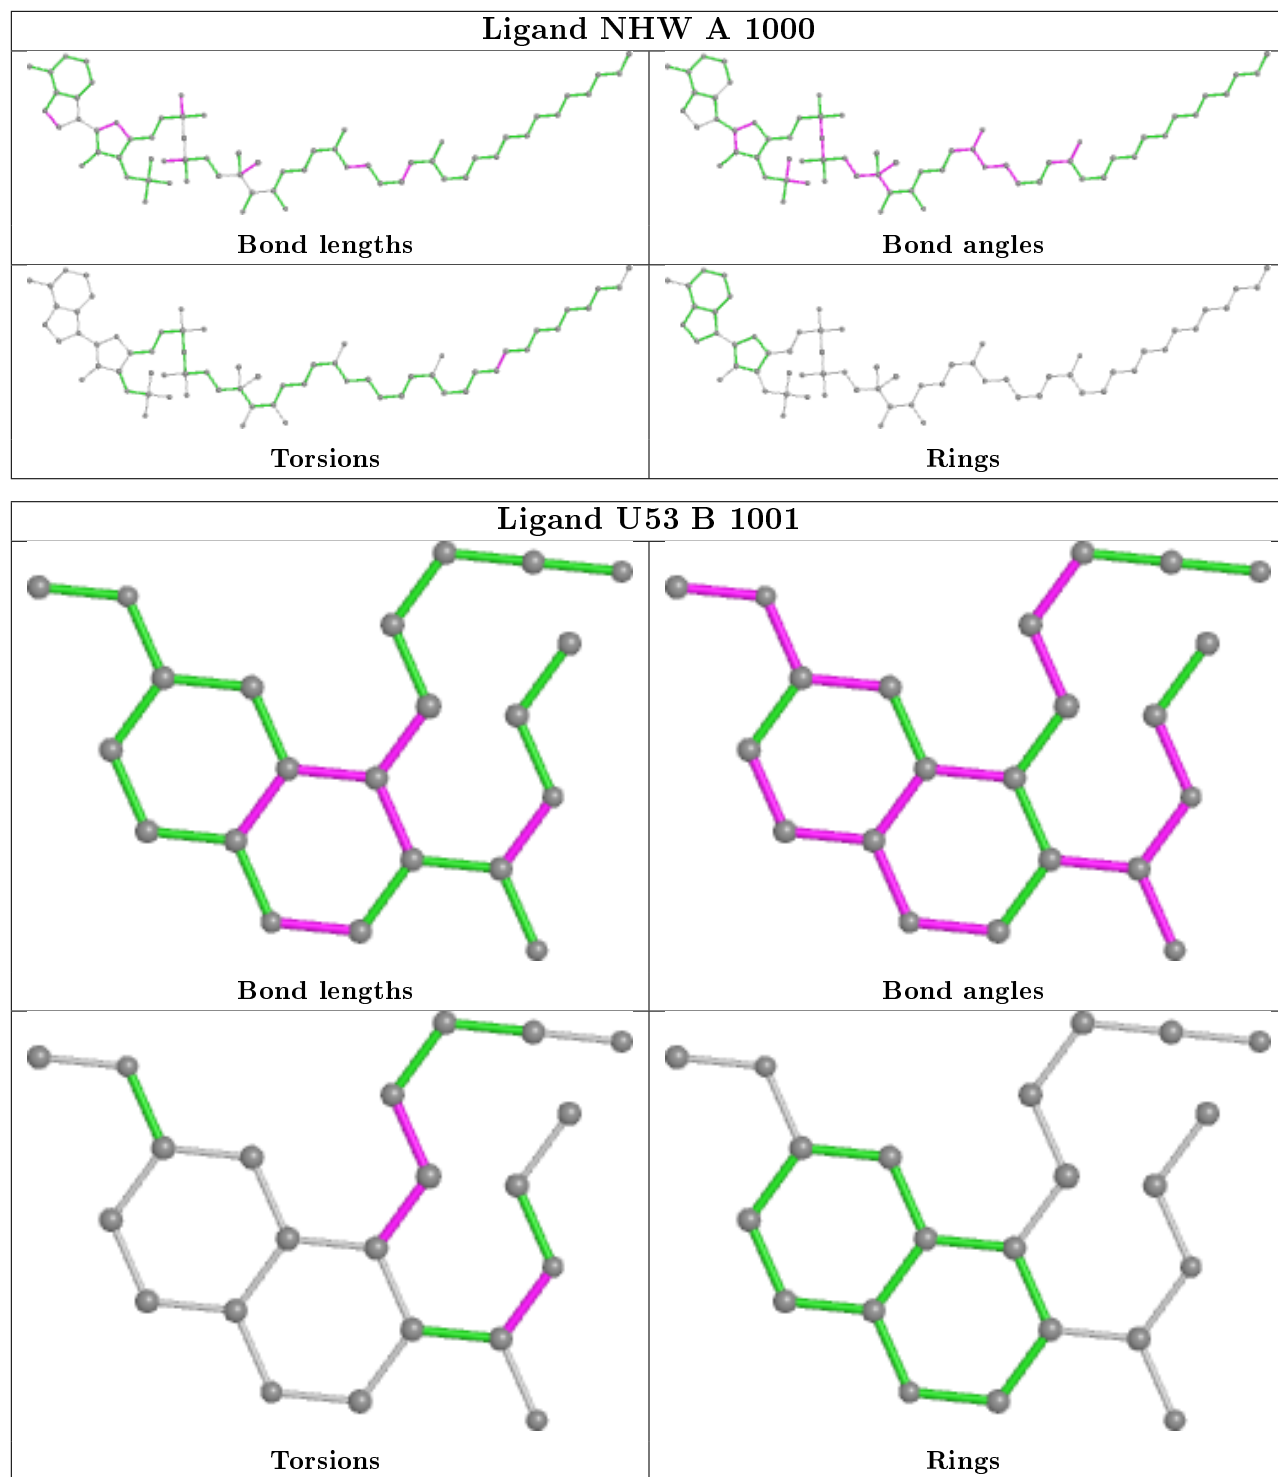 Ligand NHW A 1000
Bond lengths
Bond angles
Torsions
Rings
Ligand U53 B 1001
Bond lengths
Bond angles
Torsions
Rings